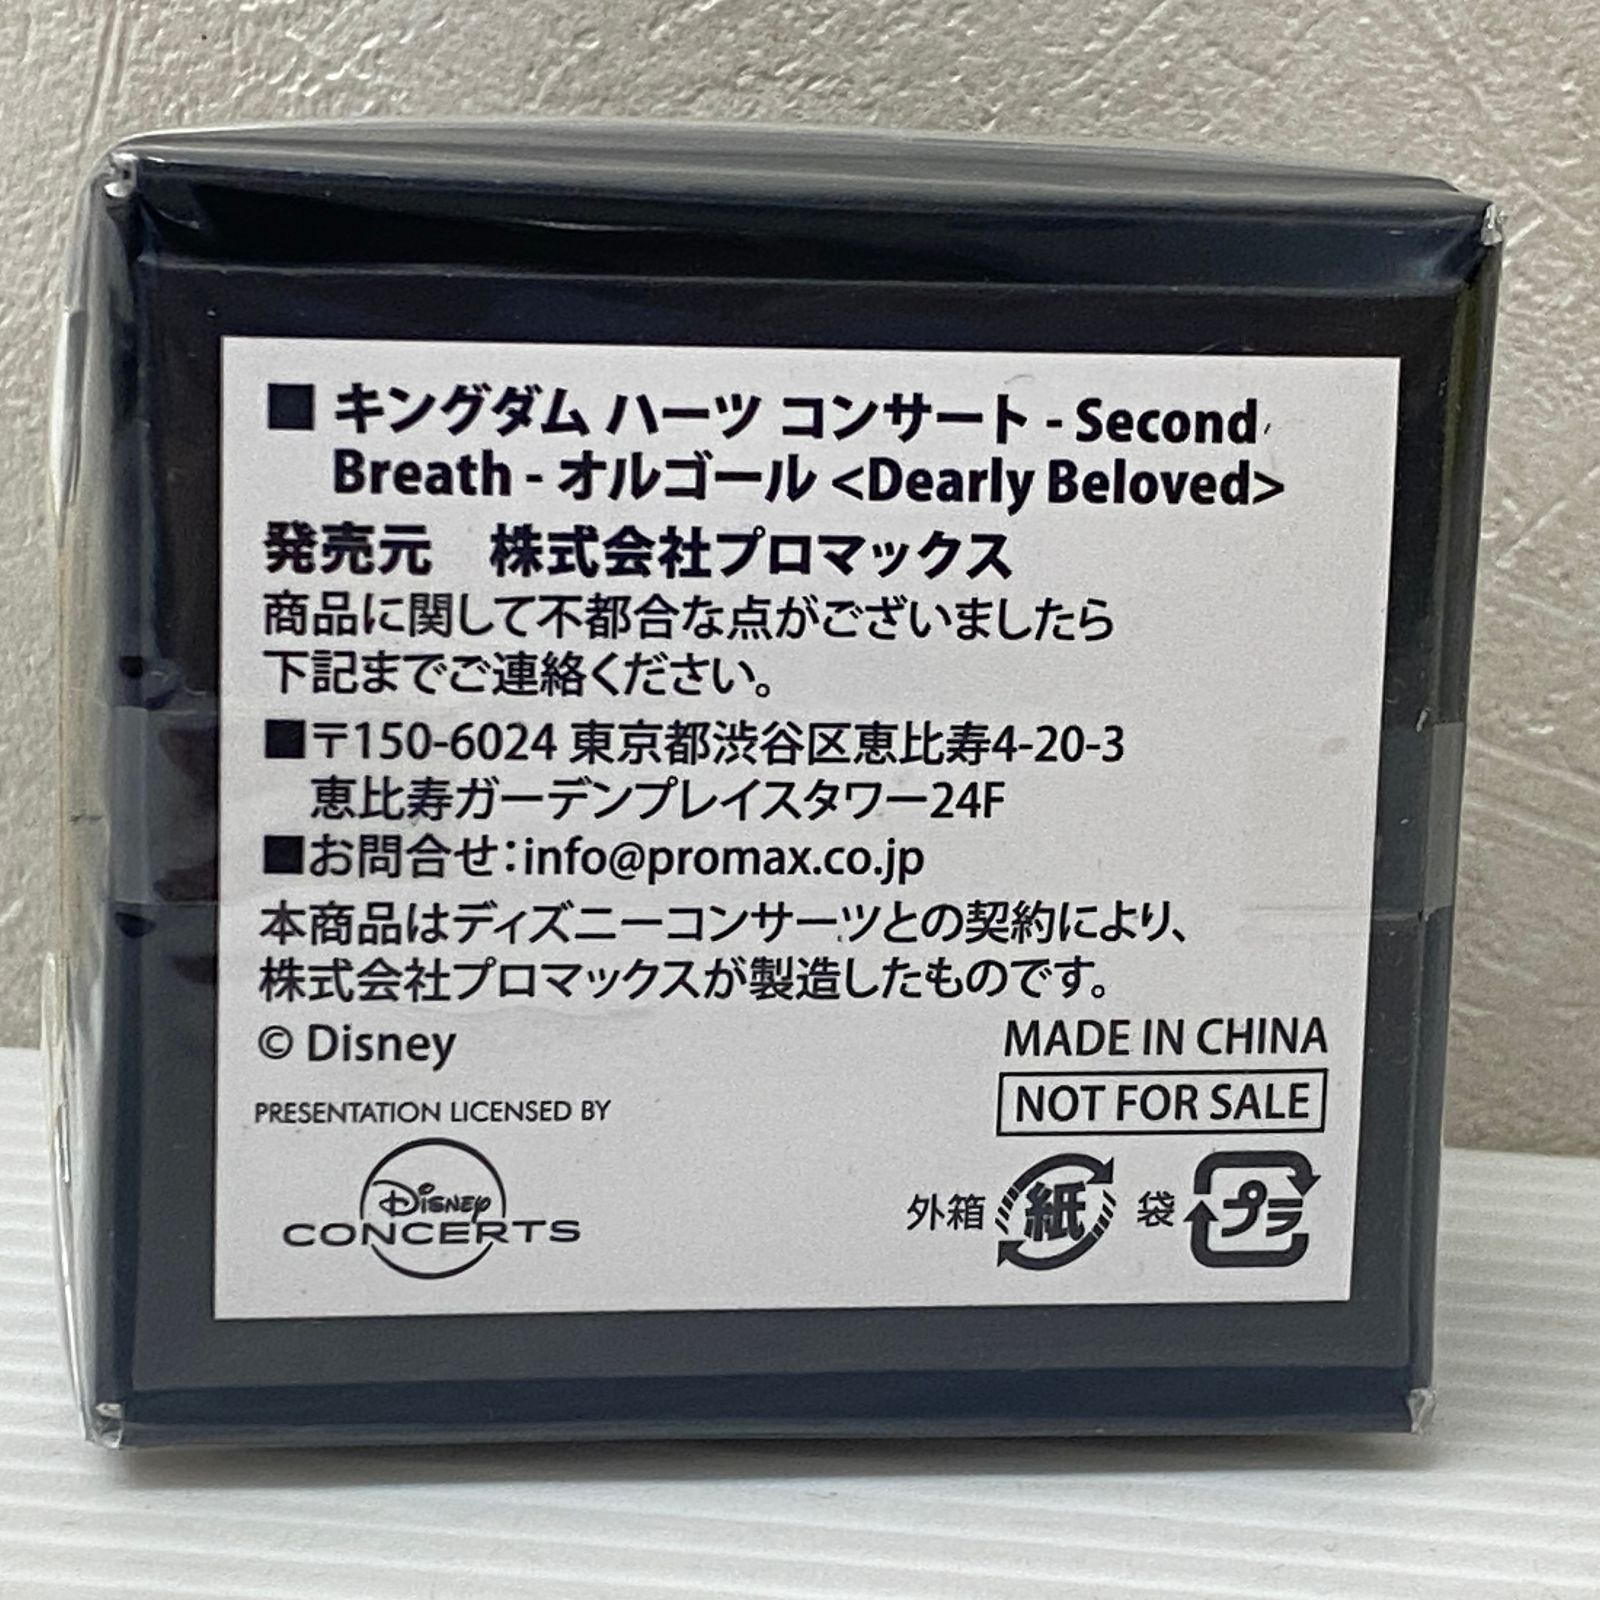 ■ キングダム ハーツ コンサート - Second
Breath - オルゴール <Dearly Beloved>
発売元 株式会社プロマックス
商品に関して不都合な点がございましたら
下記までご連絡ください。
■〒150-6024 東京都渋谷区恵比寿4-20-3
恵比寿ガーデンプレイスタワー24F
■お問合せ:info@promax.co.jp
本商品はディズニーコンサーツとの契約により、
株式会社プロマックスが製造したものです。
© Disney
MADE IN CHINA
NOT FOR SALE
PRESENTATION LICENSED BY
Disney
CONCERTS
外箱 紙 袋 プラ